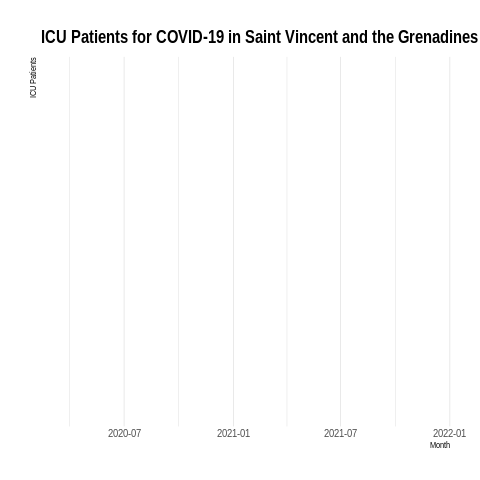 ICU Patients for COVID-19 in Saint Vincent and the Grenadines
ICU Patients
2020-07 2021-01 2021-07 2022-01
Month